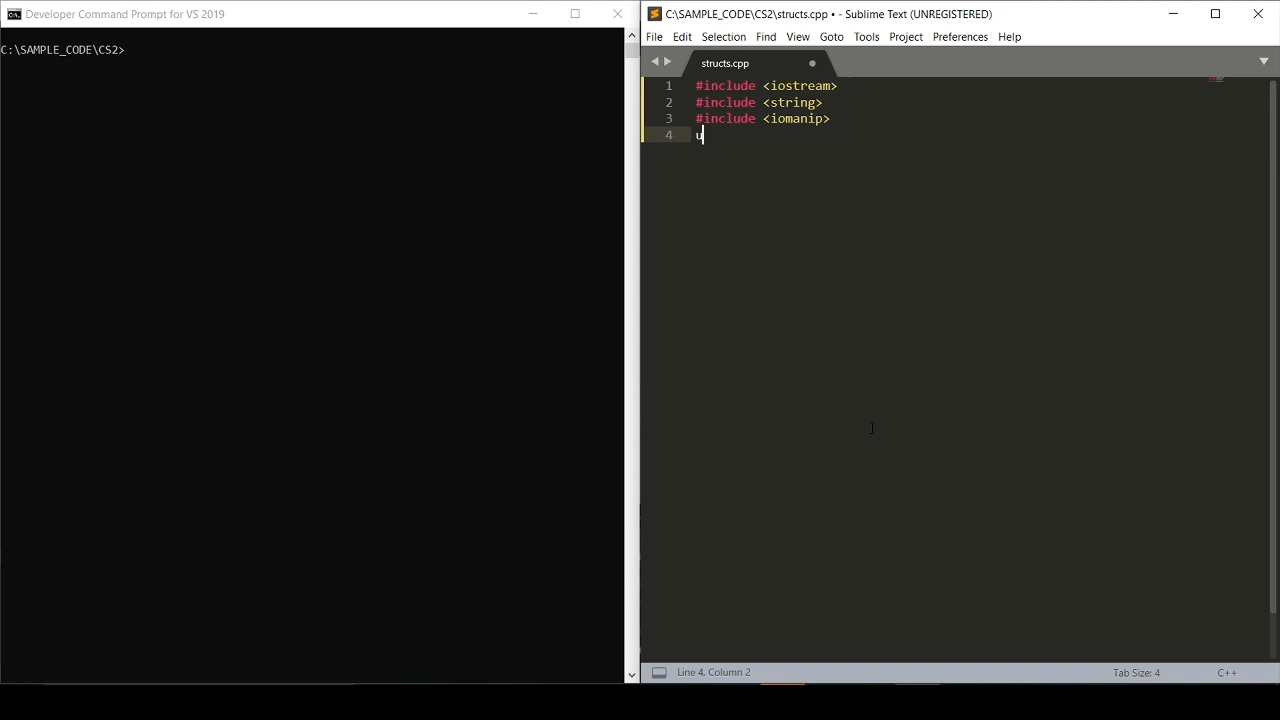 Developer Command Prompt for VS 2019
C:\SAMPLE_CODE\CS2>
C:\SAMPLE_CODE\CS2\structs.cpp • - Sublime Text (UNREGISTERED)
File Edit Selection Find View Goto Tools Project Preferences Help
structs.cpp
1 #include <iostream>
2 #include <string>
3 #include <iomanip>
4 u
Line 4, Column 2 Tab Size: 4 C++